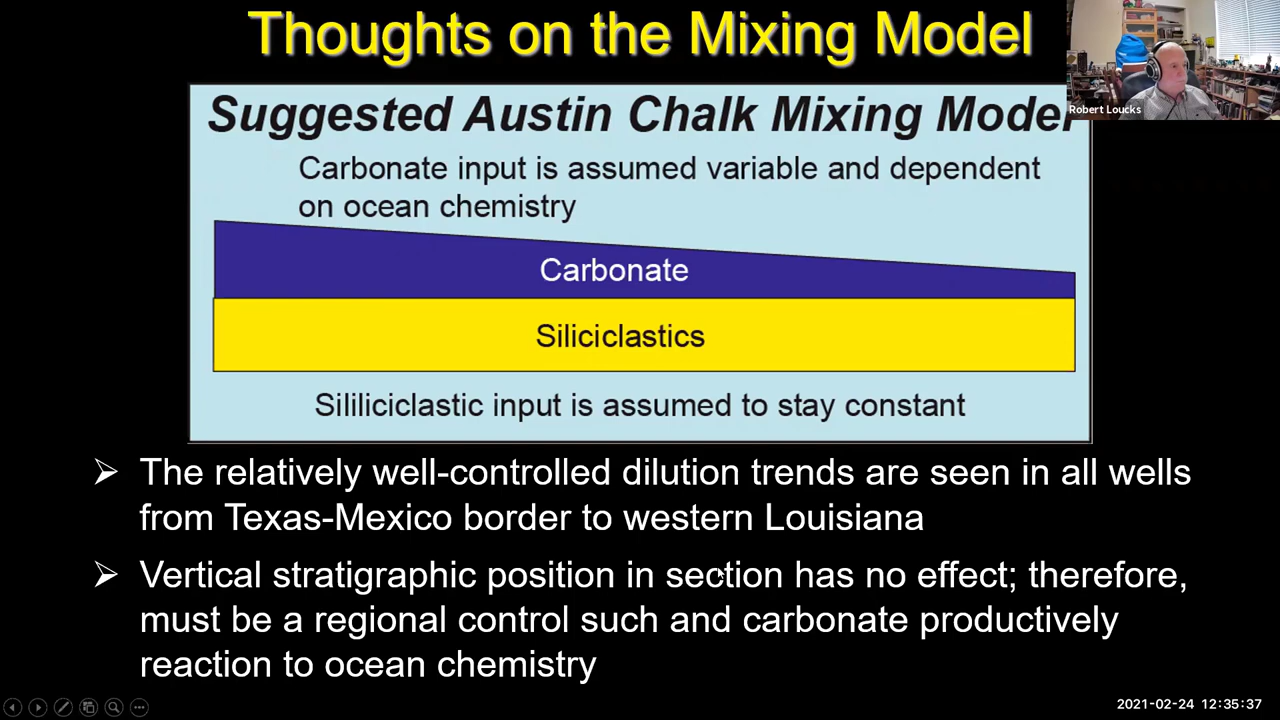 Thoughts on the Mixing Model
Robert Loucks
Suggested Austin Chalk Mixing Model
Carbonate input is assumed variable and dependent
on ocean chemistry
Carbonate
Siliciclastics
Sililiciclastic input is assumed to stay constant
The relatively well-controlled dilution trends are seen in all wells
from Texas-Mexico border to western Louisiana
Vertical stratigraphic position in section has no effect; therefore,
must be a regional control such and carbonate productively
reaction to ocean chemistry
2021-02-24 12:35:37